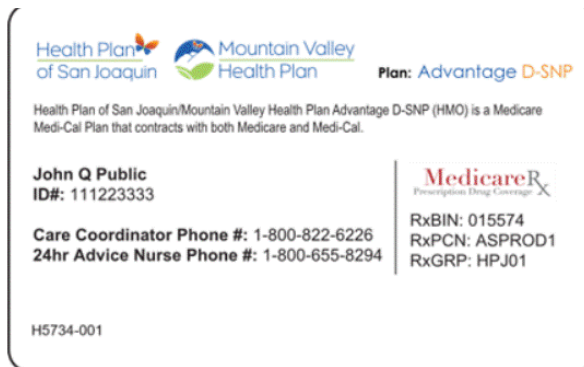 Health Plan of San Joaquin
Mountain Valley Health Plan
Plan: Advantage D-SNP
Health Plan of San Joaquin/Mountain Valley Health Plan Advantage D-SNP (HMO) is a Medicare
Medi-Cal Plan that contracts with both Medicare and Medi-Cal.
John Q Public
ID#: 111223333
Care Coordinator Phone #: 1-800-822-6226
24hr Advice Nurse Phone #: 1-800-655-8294
MedicareRx
Prescription Drug Coverage
RxBIN: 015574
RxPCN: ASPROD1
RxGRP: HPJ01
H5734-001